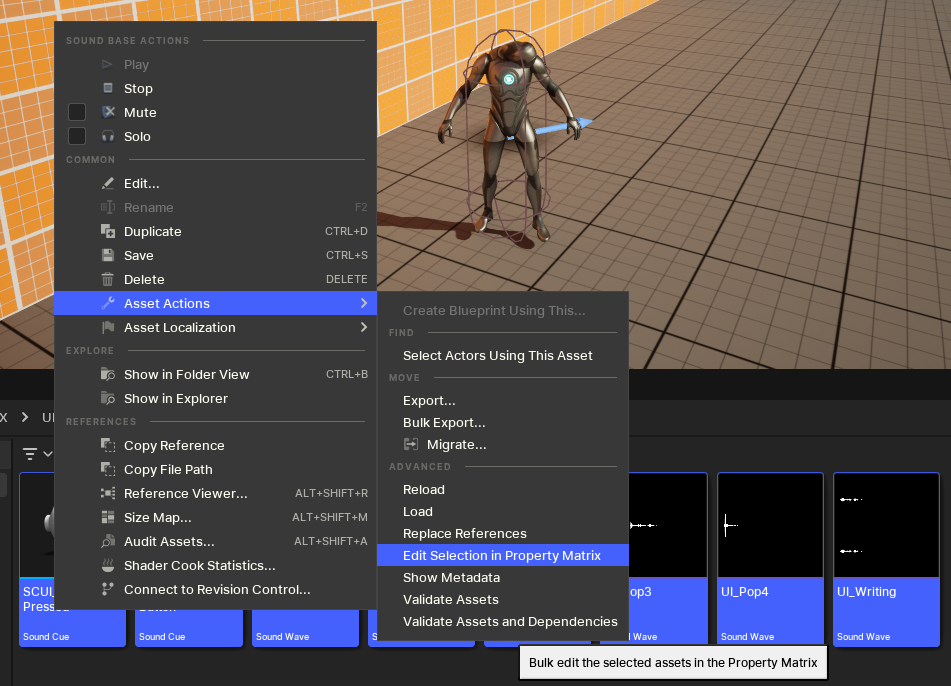 SOUND BASE ACTIONS
Play
Stop
Mute
Solo
COMMON
Edit...
Rename F2
Duplicate CTRL+D
Save CTRL+S
Delete DELETE
Asset Actions
Asset Localization
EXPLORE
Show in Folder View CTRL+B
Show in Explorer
REFERENCES
Copy Reference
Copy File Path
Reference Viewer... ALT+SHIFT+R
Size Map... ALT+SHIFT+M
Audit Assets... ALT+SHIFT+A
Shader Cook Statistics...
Connect to Revision Control...
Create Blueprint Using This...
FIND
Select Actors Using This Asset
MOVE
Export...
Bulk Export...
Migrate...
ADVANCED
Reload
Load
Replace References
Edit Selection in Property Matrix
Show Metadata
Validate Assets
Validate Assets and Dependencies
Bulk edit the selected assets in the Property Matrix
X
UI
SCUI_
Pressed
Sound Cue
Button
Sound Cue
Sound Wave
S
op3
Wave
UI_Pop4
Sound Wave
UI_Writing
Sound Wave